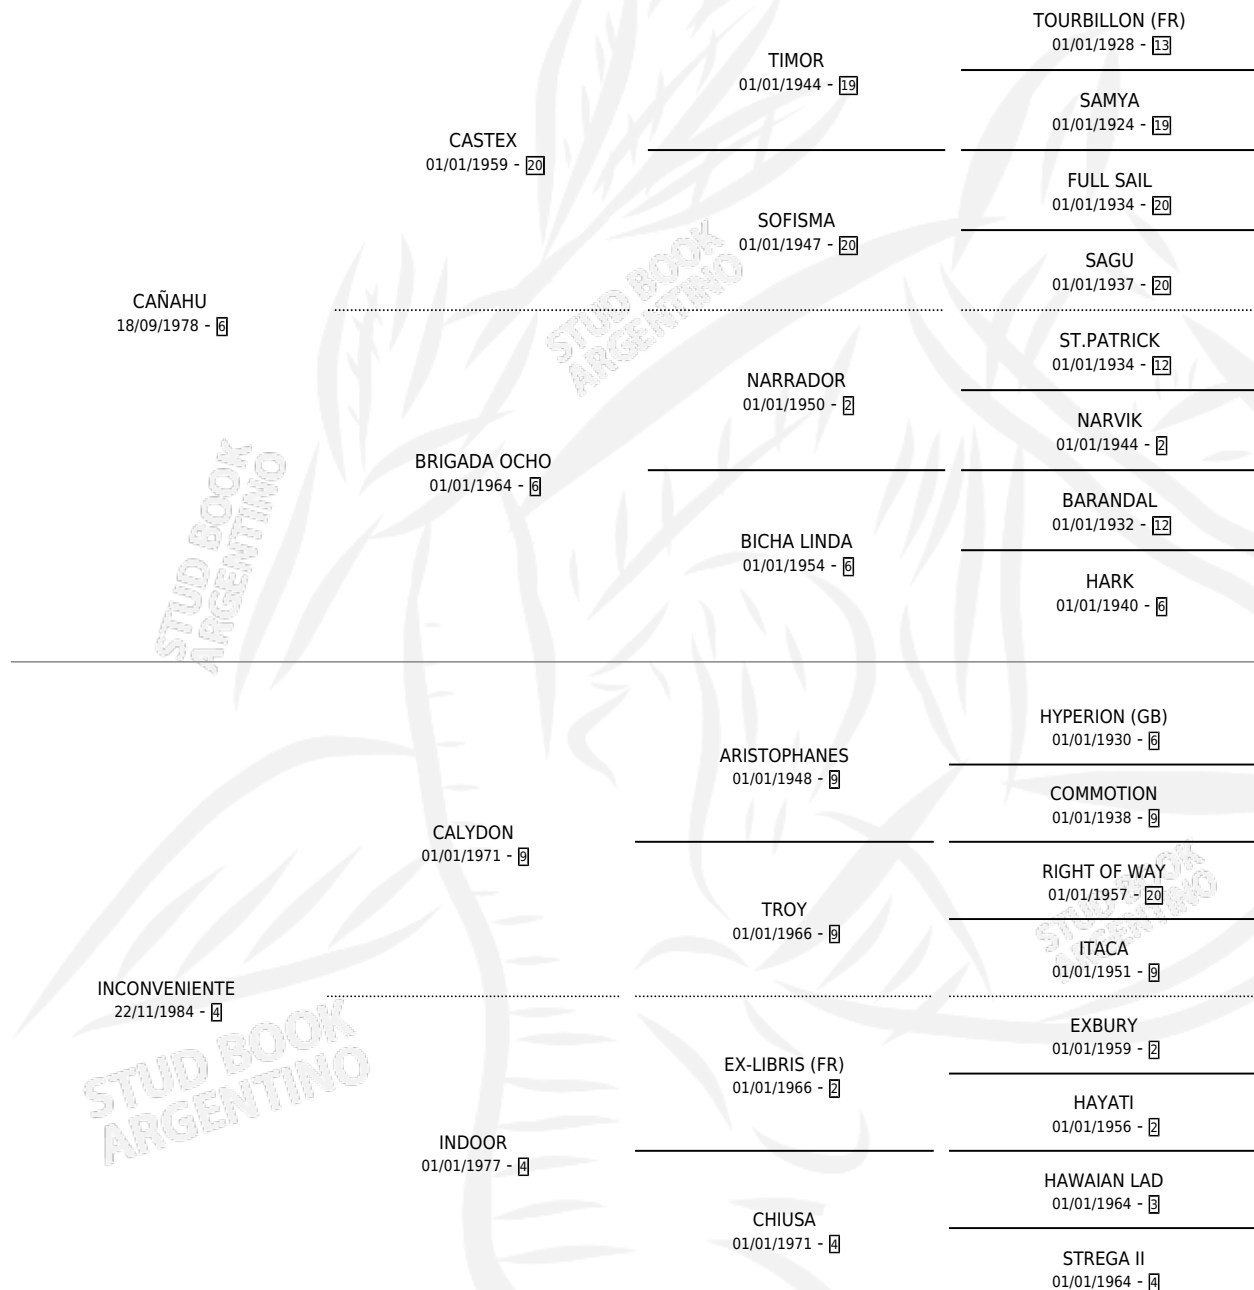 TOURBILLON (FR)
01/01/1928 - 13
TIMOR
01/01/1944 - 19
SAMYA
01/01/1924 - 19
CASTEX
01/01/1959 - 20
FULL SAIL
01/01/1934 - 20
SOFISMA
01/01/1947 - 20
SAGU
01/01/1937 - 20
CAÑAHU
18/09/1978 - 6
ST.PATRICK
01/01/1934 - 12
NARRADOR
01/01/1950 - 2
NARVIK
01/01/1944 - 2
BRIGADA OCHO
01/01/1964 - 6
BARANDAL
01/01/1932 - 12
BICHA LINDA
01/01/1954 - 6
HARK
01/01/1940 - 6
HYPERION (GB)
01/01/1930 - 6
ARISTOPHANES
01/01/1948 - 9
COMMOTION
01/01/1938 - 9
CALYDON
01/01/1971 - 9
RIGHT OF WAY
01/01/1957 - 20
TROY
01/01/1966 - 9
ITACA
01/01/1951 - 9
INCONVENIENTE
22/11/1984 - 4
EXBURY
01/01/1959 - 2
EX-LIBRIS (FR)
01/01/1966 - 2
HAYATI
01/01/1956 - 2
INDOOR
01/01/1977 - 4
HAWAIAN LAD
01/01/1964 - 3
CHIUSA
01/01/1971 - 4
STREGA II
01/01/1964 - 4
STUD BOOK
ARGENTINO
STUD BOOK
ARGENTINO
STUD BOOK
ARGENTINO
STUD BOOK
ARGENTINO